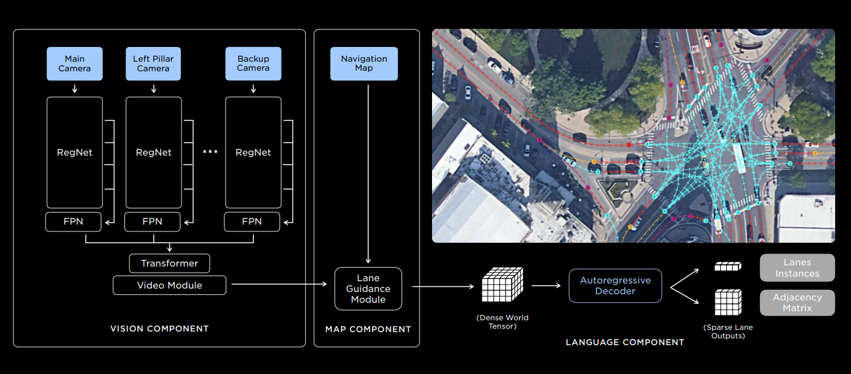 Main
Camera
Left Pillar
Camera
Backup
Camera
Navigation
Map
RegNet
RegNet
...
RegNet
FPN
FPN
FPN
Transformer
Video Module
Lane
Guidance
Module
VISION COMPONENT
MAP COMPONENT
(Dense World
Tensor)
Autoregressive
Decoder
Lanes
Instances
Adjacency
Matrix
(Sparse Lane
Outputs)
LANGUAGE COMPONENT